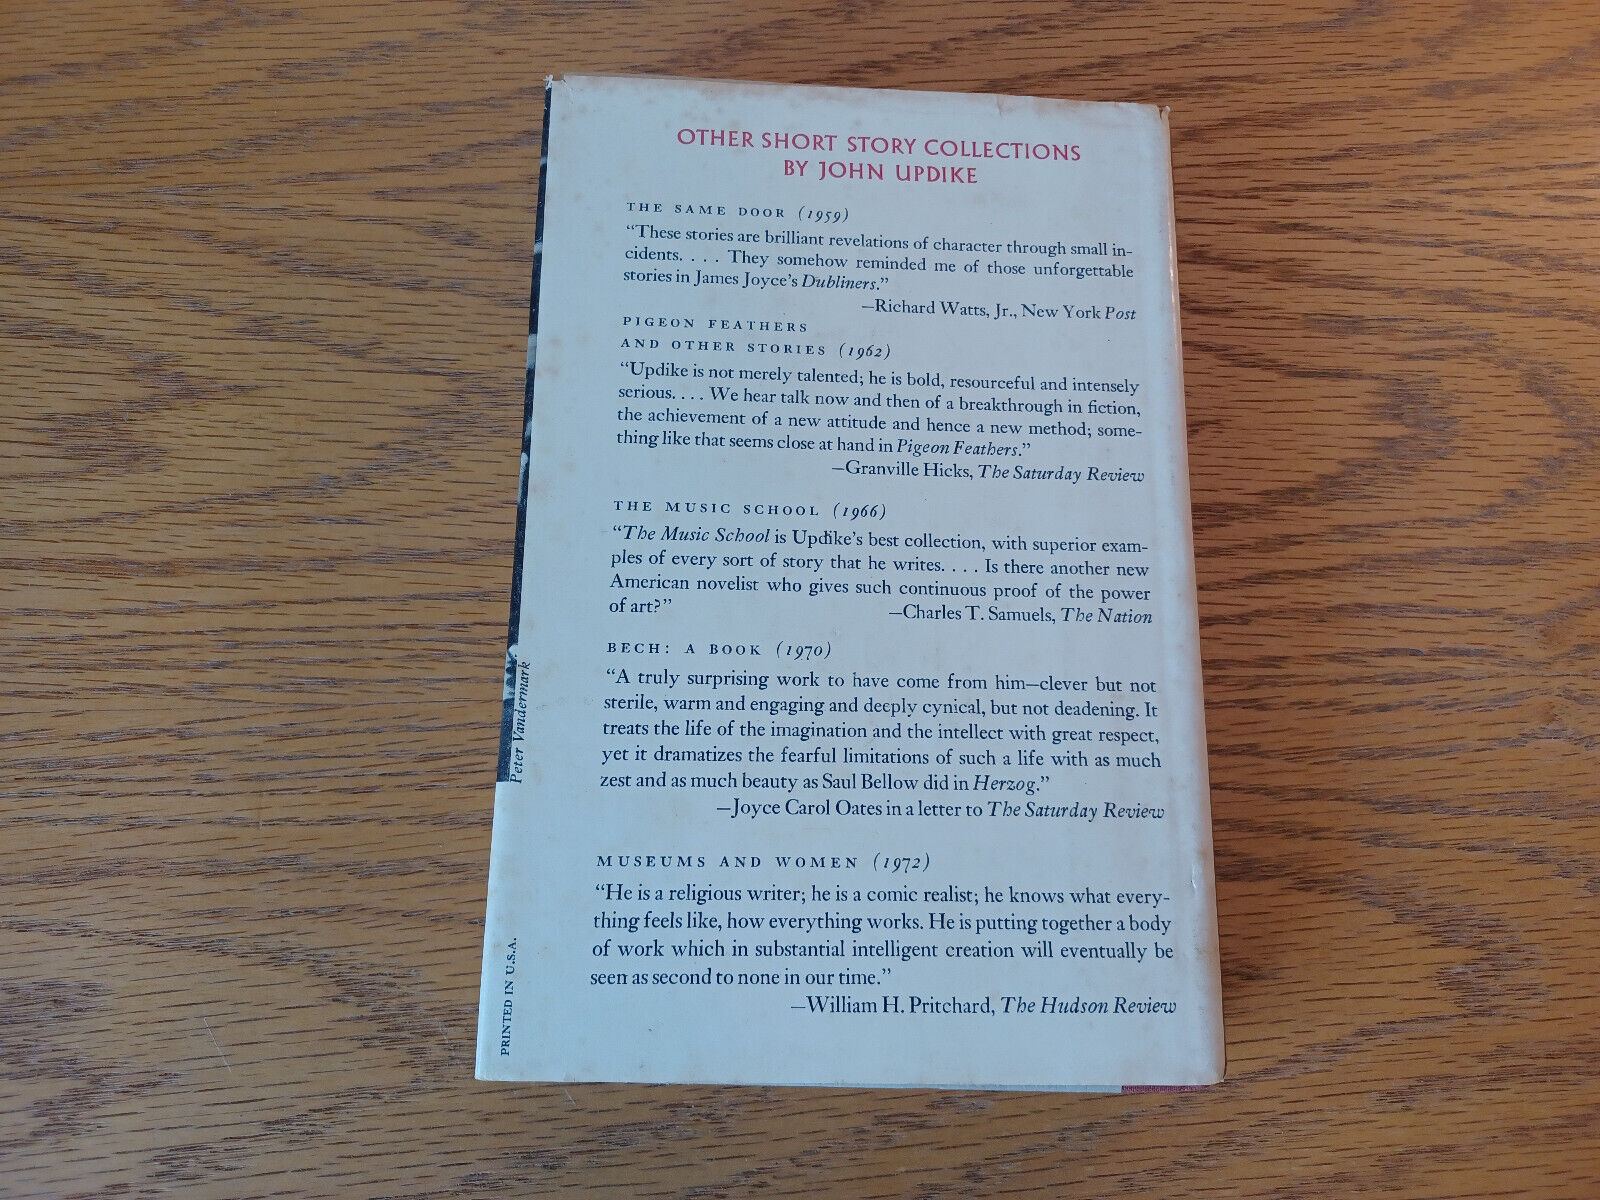 OTHER SHORT STORY COLLECTIONS
BY JOHN UPDIKE
THE SAME DOOR (1959)
“These stories are brilliant revelations of character through small in-
cidents. . . . They somehow reminded me of those unforgettable
stories in James Joyce’s Dubliners.”
—Richard Watts, Jr., New York Post
PIGEON FEATHERS
AND OTHER STORIES (1962)
“Updike is not merely talented; he is bold, resourceful and intensely
serious. . . . We hear talk now and then of a breakthrough in fiction,
the achievement of a new attitude and hence a new method; some-
thing like that seems close at hand in Pigeon Feathers.”
—Granville Hicks, The Saturday Review
THE MUSIC SCHOOL (1966)
“The Music School is Updike’s best collection, with superior exam-
ples of every sort of story that he writes. . . . Is there another new
American novelist who gives such continuous proof of the power
of art?” —Charles T. Samuels, The Nation
BECH: A BOOK (1970)
“A truly surprising work to have come from him—clever but not
sterile, warm and engaging and deeply cynical, but not deadening. It
treats the life of the imagination and the intellect with great respect,
yet it dramatizes the fearful limitations of such a life with as much
zest and as much beauty as Saul Bellow did in Herzog.”
—Joyce Carol Oates in a letter to The Saturday Review
MUSEUMS AND WOMEN (1972)
“He is a religious writer; he is a comic realist; he knows what every-
thing feels like, how everything works. He is putting together a body
of work which in substantial intelligent creation will eventually be
seen as second to none in our time.”
—William H. Pritchard, The Hudson Review
Peter Vandermark
PRINTED IN U.S.A.